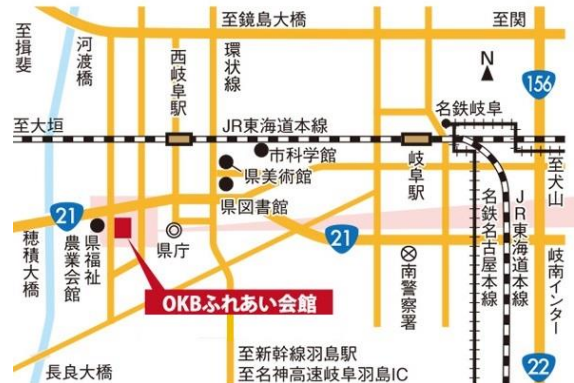 至鏡島大橋
至関
至揖斐
河渡橋
西岐阜駅
環状線
N
156
名鉄岐阜
至大垣
JR東海道本線
市科学館
県美術館
県図書館
岐阜駅
至大山
21
穂積大橋
県福祉
農業会館
県庁
21
南警察署
名鉄名古屋本線
JR東海道本線
岐南インター
OKBふれあい会館
長良大橋
至新幹線羽島駅
至名神高速岐阜羽島IC
22